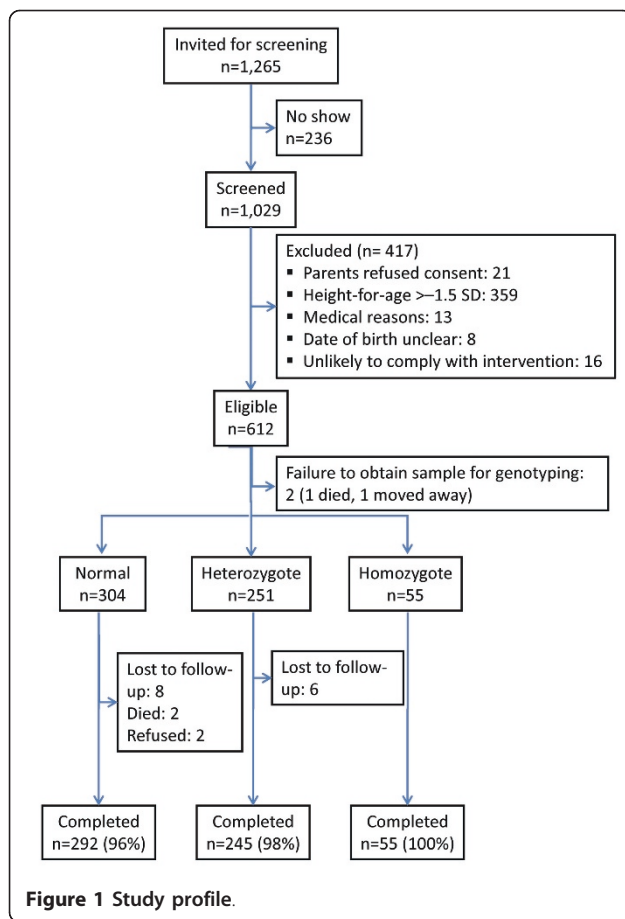 Invited for screening
n=1,265
No show
n=236
Screened
n=1,029
Excluded (n= 417)
▪ Parents refused consent: 21
▪ Height-for-age >–1.5 SD: 359
▪ Medical reasons: 13
▪ Date of birth unclear: 8
▪ Unlikely to comply with intervention: 16
Eligible
n=612
Failure to obtain sample for genotyping:
2 (1 died, 1 moved away)
Normal
n=304
Heterozygote
n=251
Homozygote
n=55
Lost to follow-
up: 8
Died: 2
Refused: 2
Lost to follow-
up: 6
Completed
n=292 (96%)
Completed
n=245 (98%)
Completed
n=55 (100%)
Figure 1 Study profile.